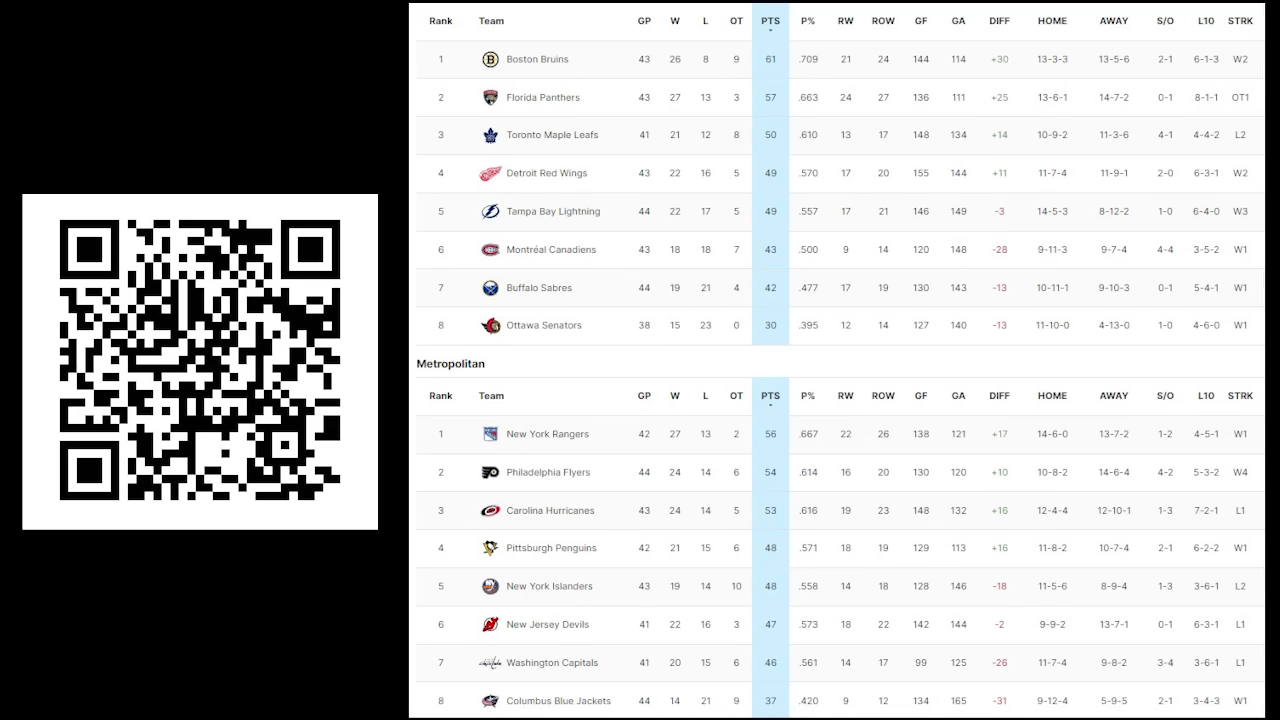 Rank Team GP W L OT PTS P% RW ROW GF GA DIFF HOME AWAY S/O L10 STRK
1 Boston Bruins 43 26 8 9 61 .709 21 24 144 114 +30 13-3-3 13-5-6 2-1 6-1-3 W2
2 Florida Panthers 43 27 13 3 57 .663 24 27 136 111 +25 13-6-1 14-7-2 0-1 8-1-1 OT1
3 Toronto Maple Leafs 41 21 12 8 50 .610 13 17 148 134 +14 10-9-2 11-3-6 4-1 4-4-2 L2
4 Detroit Red Wings 43 22 16 5 49 .570 17 20 155 144 +11 11-7-4 11-9-1 2-0 6-3-1 W2
5 Tampa Bay Lightning 44 22 17 5 49 .557 17 21 146 149 -3 14-5-3 8-12-2 1-0 6-4-0 W3
6 Montréal Canadiens 43 18 18 7 43 .500 9 14 120 148 -28 9-11-3 9-7-4 4-4 3-5-2 W1
7 Buffalo Sabres 44 19 21 4 42 .477 17 19 130 143 -13 10-11-1 9-10-3 0-1 5-4-1 W1
8 Ottawa Senators 38 15 23 0 30 .395 12 14 127 140 -13 11-10-0 4-13-0 1-0 4-6-0 W1
Metropolitan
Rank Team GP W L OT PTS P% RW ROW GF GA DIFF HOME AWAY S/O L10 STRK
1 New York Rangers 42 27 13 2 56 .667 22 26 138 121 +17 14-6-0 13-7-2 1-2 4-5-1 W1
2 Philadelphia Flyers 44 24 14 6 54 .614 16 20 130 120 +10 10-8-2 14-6-4 4-2 5-3-2 W4
3 Carolina Hurricanes 43 24 14 5 53 .616 19 23 148 132 +16 12-4-4 12-10-1 1-3 7-2-1 L1
4 Pittsburgh Penguins 42 21 15 6 48 .571 18 19 129 113 +16 11-8-2 10-7-4 2-1 6-2-2 W1
5 New York Islanders 43 19 14 10 48 .558 14 18 128 146 -18 11-5-6 8-9-4 1-3 3-6-1 L2
6 New Jersey Devils 41 22 16 3 47 .573 18 22 142 144 -2 9-9-2 13-7-1 0-1 6-3-1 L1
7 Washington Capitals 41 20 15 6 46 .561 14 17 99 125 -26 11-7-4 9-8-2 3-4 3-6-1 L1
8 Columbus Blue Jackets 44 14 21 9 37 .420 9 12 134 165 -31 9-12-4 5-9-5 2-1 3-4-3 W1